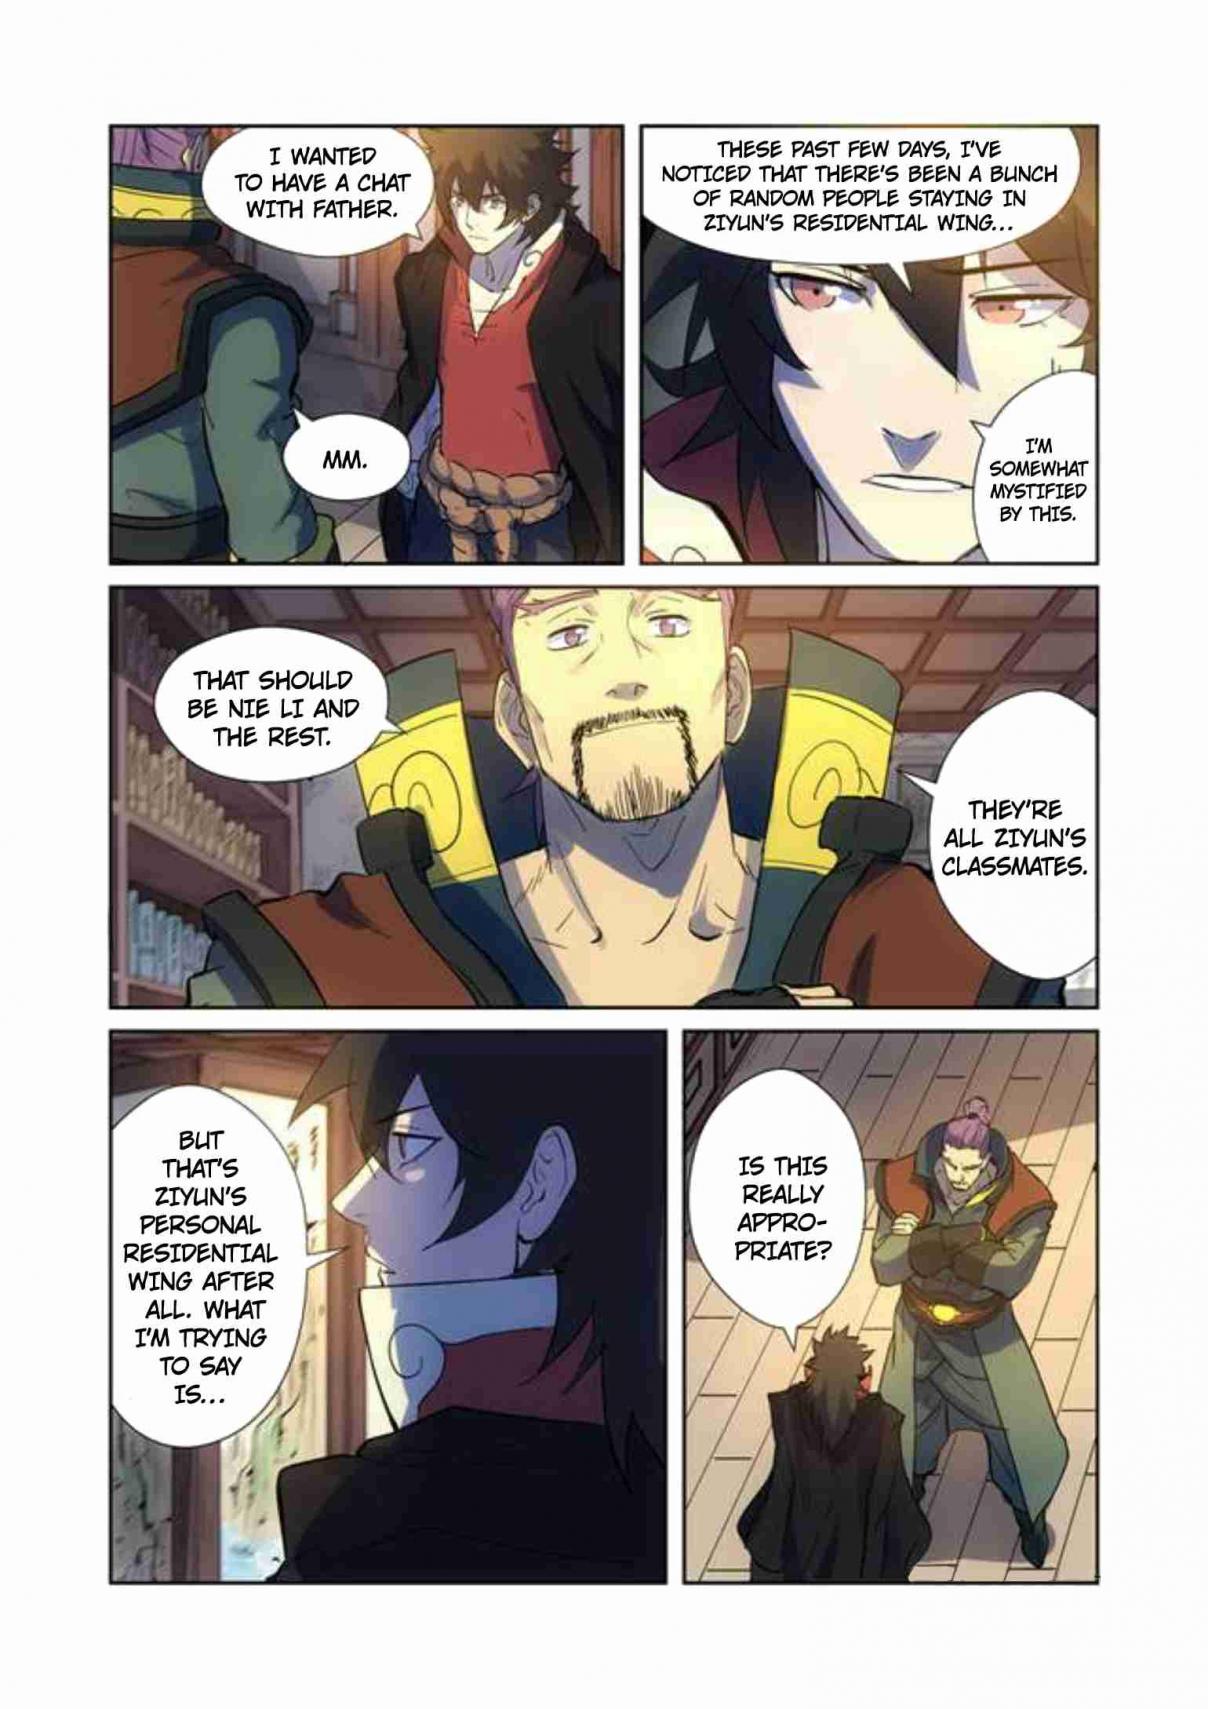 I WANTED
TO HAVE A CHAT
WITH FATHER.
MM.
THESE PAST FEW DAYS, I'VE
NOTICED THAT THERE'S BEEN A BUNCH
OF RANDOM PEOPLE STAYING IN
ZIYUN'S RESIDENTIAL WING...
I'M
SOMEWHAT
MYSTIFIED
BY THIS.
THAT SHOULD
BE NIE LI AND
THE REST.
THEY'RE
ALL ZIYUN'S
CLASSMATES.
BUT
THAT'S
ZIYUN'S
PERSONAL
RESIDENTIAL
WING AFTER
ALL. WHAT
I'M TRYING
TO SAY
IS...
IS THIS
REALLY
APPRO-
PRIATE?